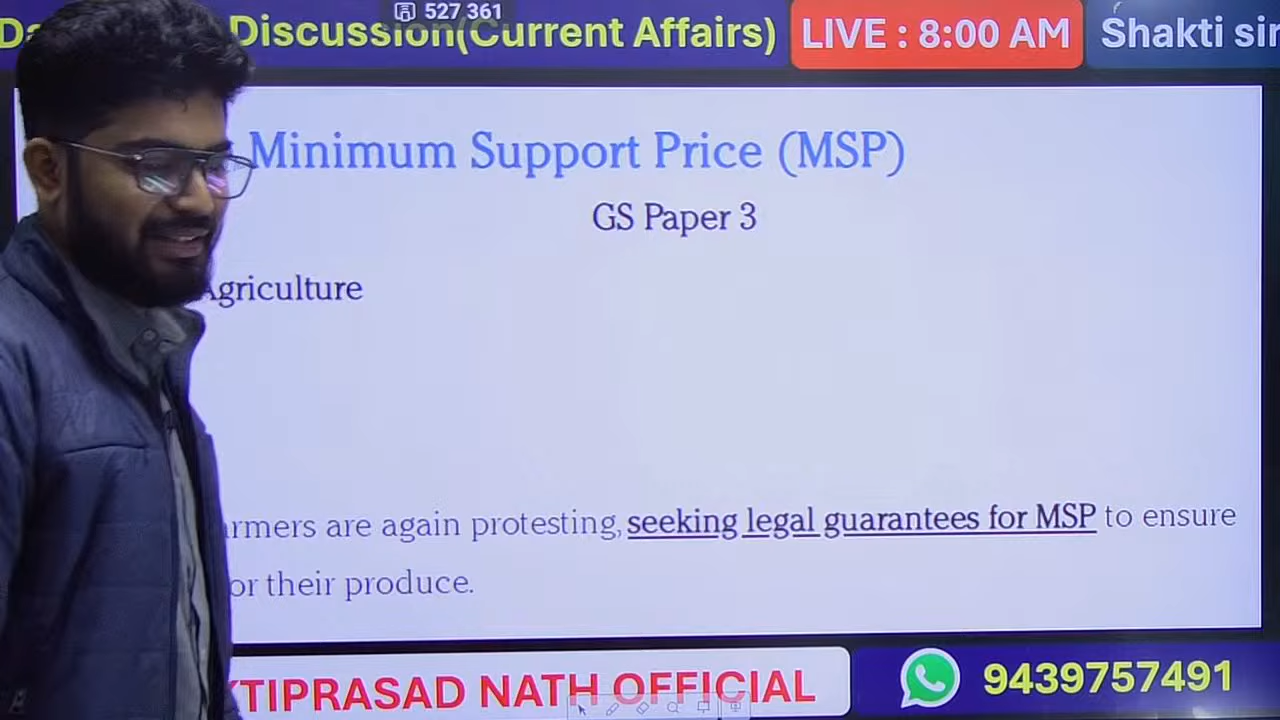 527 361
Discussion(Current Affairs) LIVE : 8:00 AM Shakti sir
Minimum Support Price (MSP)
GS Paper 3
Agriculture
armers are again protesting, seeking legal guarantees for MSP to ensure
or their produce.
KTIPRASAD NATH OFFICIAL 9439757491